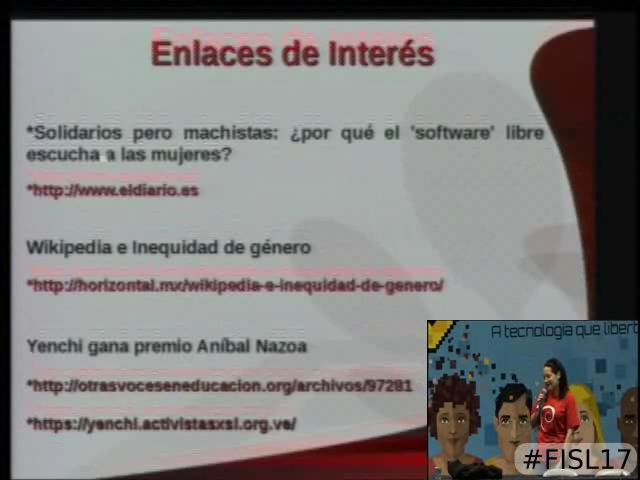 Enlaces de Interés
*Solidarios pero machistas: ¿por qué el 'software' libre
escucha a las mujeres?
*http://www.eldiario.es
Wikipedia e Inequidad de género
*http://horizontal.mx/wikipedia-e-inequidad-de-genero/
Yenchi gana premio Aníbal Nazoa
*http://otrasvoceseneducacion.org/archivos/97281
*https://yenchi.activistasxsl.org.ve/
A tecnologia que libert
#FISL17